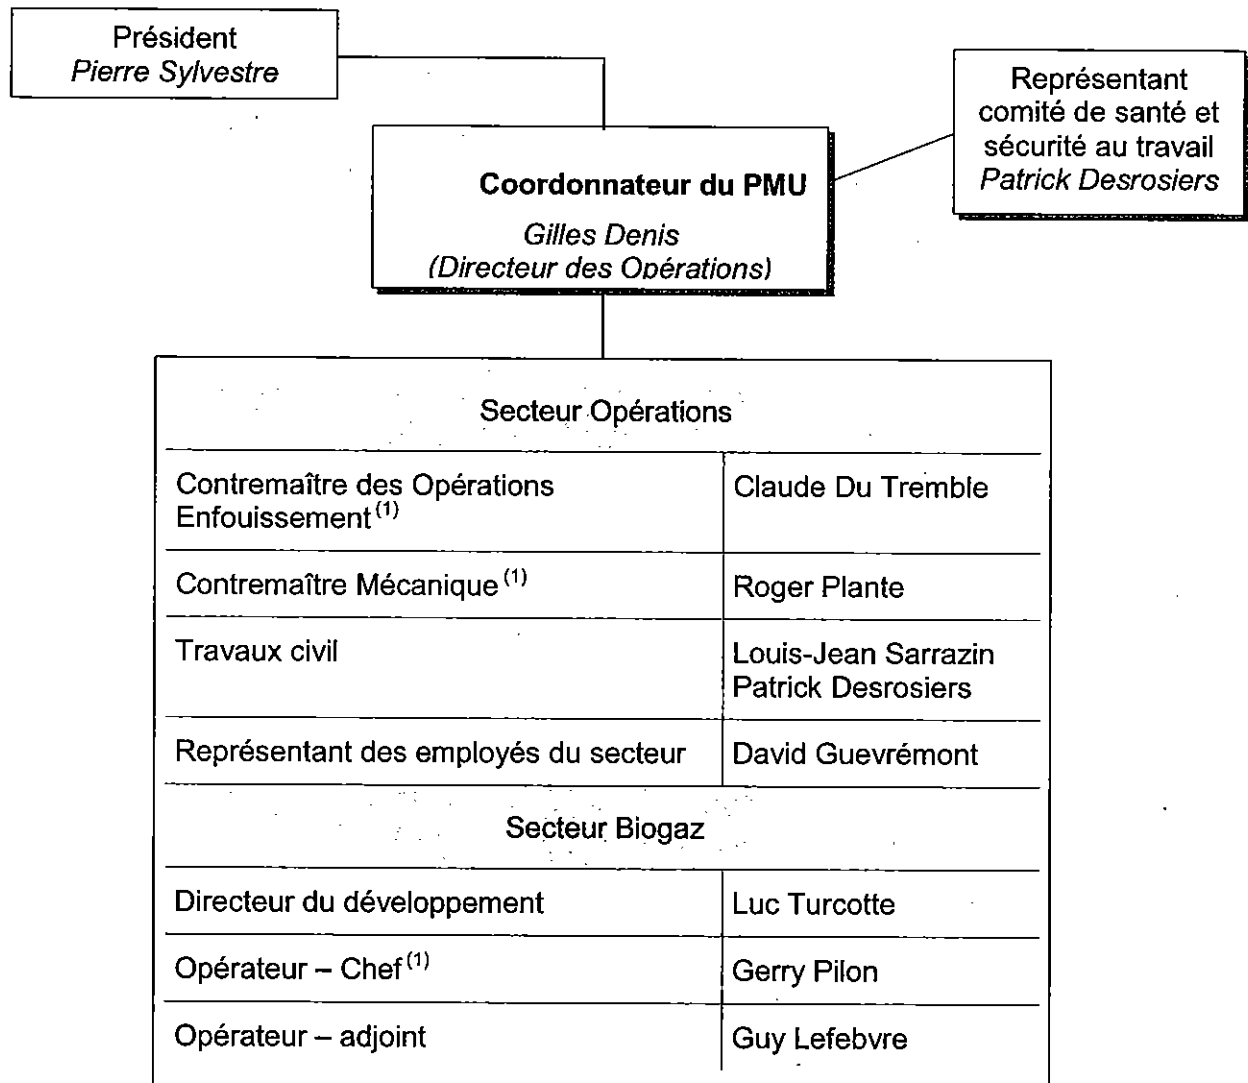 Président
Pierre Sylvestre
Représentant
comité de santé et
sécurité au travail
Patrick Desrosiers
Coordonnateur du PMU
Gilles Denis
(Directeur des Opérations)
Secteur Opérations
Contremaître des Opérations
Enfouissement (1)
Claude Du Tremble
Contremaître Mécanique (1)
Roger Plante
Travaux civil
Louis-Jean Sarrazin
Patrick Desrosiers
Représentant des employés du secteur
David Guevrémont
Secteur Biogaz
Directeur du développement
Luc Turcotte
Opérateur – Chef (1)
Gerry Pilon
Opérateur – adjoint
Guy Lefebvre